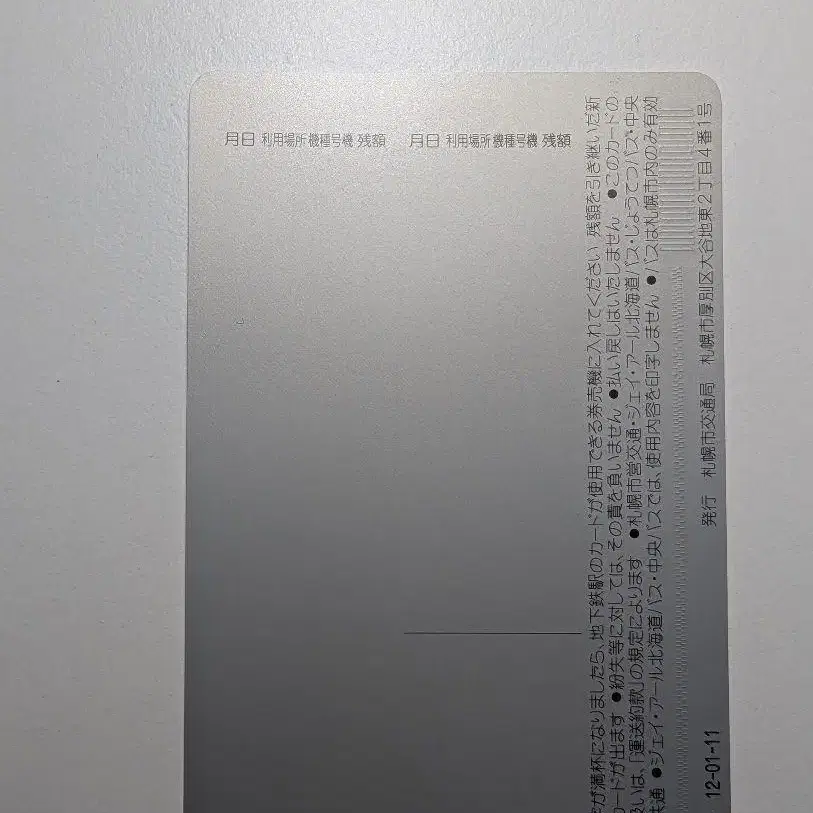 月日 利用場所 機種号機 残額 月日 利用場所 機種号機 残額
が満杯になりましたら、地下鉄駅のカードが使用できる券売機に入れてください 残額を引き継いだ新
カードが出ます ●紛失等に対しては、その責を負いません ●払い戻しはいたしません ●このカードの
扱いは、「運送約款」の規定によります ●札幌市営交通・ジェイ・アール北海道バス・じょうてつバス・中央
共通 ●ジェイ・アール北海道バス・中央バスでは、使用内容を印字しません ●バスは札幌市内のみ有効
12-01-11 発行 札幌市交通局 札幌市厚別区大谷地東2丁目4番1号